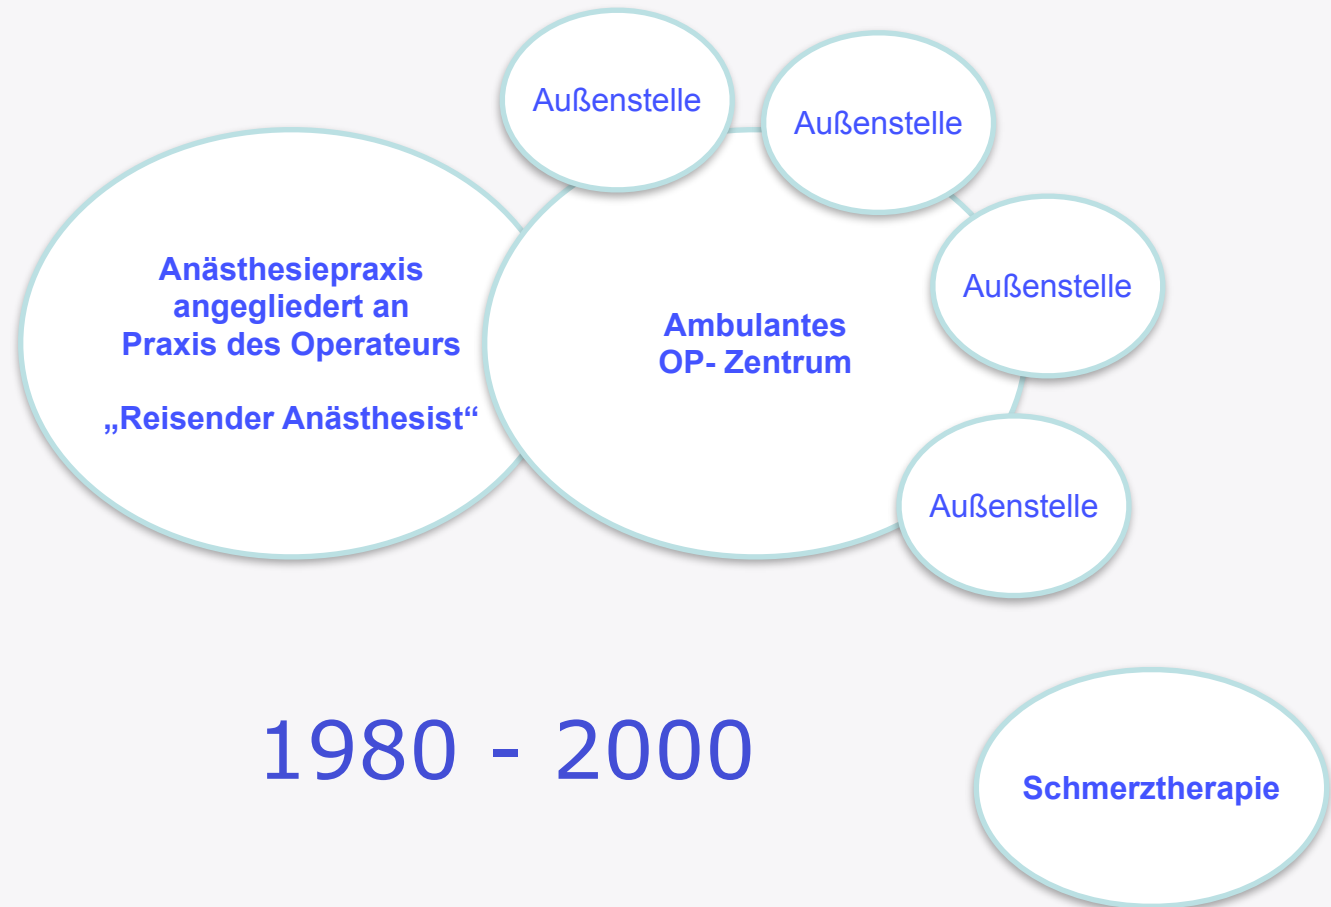 Außenstelle
Außenstelle
Außenstelle
Außenstelle
Anästhesiepraxis
angegliedert an
Praxis des Operateurs
„Reisender Anästhesist“
Ambulantes
OP- Zentrum
1980 - 2000
Schmerztherapie